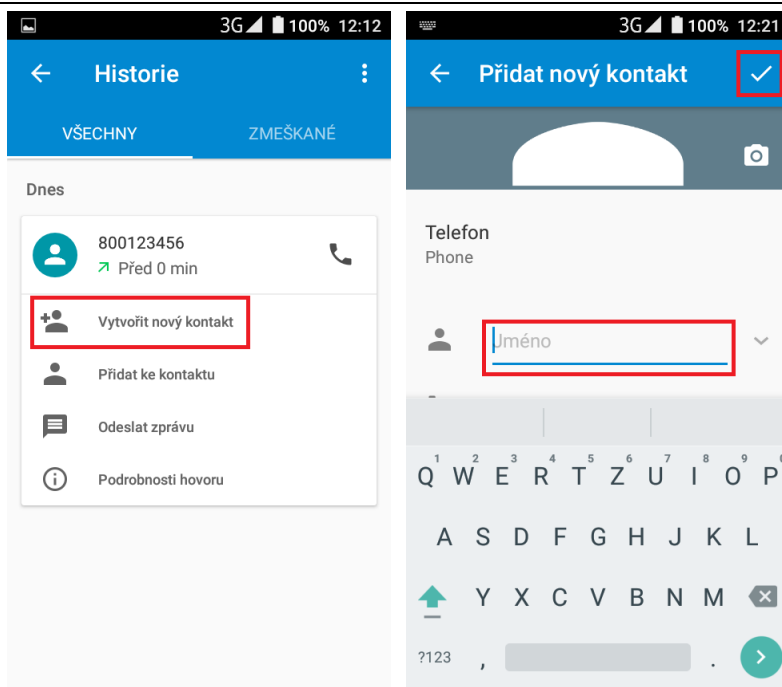 3G 100% 12:12
Historie
VŠECHNY ZMEŠKANÉ
Dnes
800123456
Před 0 min
Vytvořit nový kontakt
Přidat ke kontaktu
Odeslat zprávu
Podrobnosti hovoru
3G 100% 12:21
Přidat nový kontakt
Telefon
Phone
Jméno
1 2 3 4 5 6 7 8 9 0
Q W E R T Z U I O P
A S D F G H J K L
Y X C V B N M
?123 , .